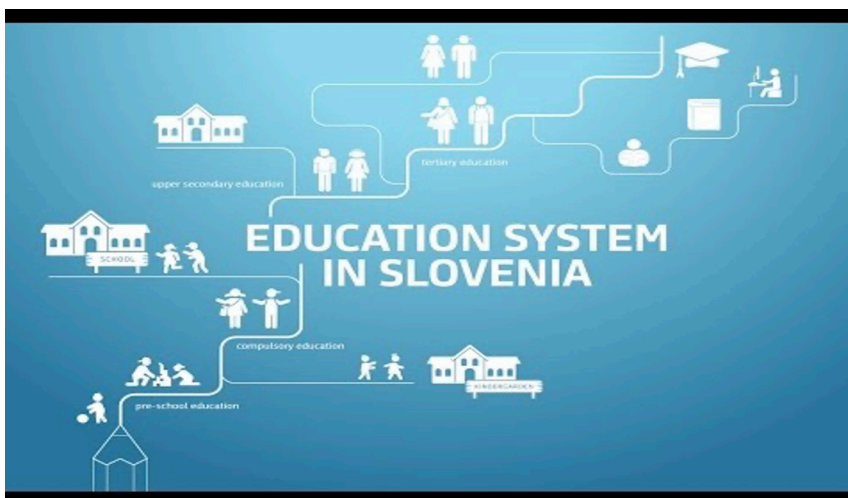 tertiary education
upper secondary education
EDUCATION SYSTEM
IN SLOVENIA
SCHOOL
compulsory education
KINDERGARDEN
pre-school education